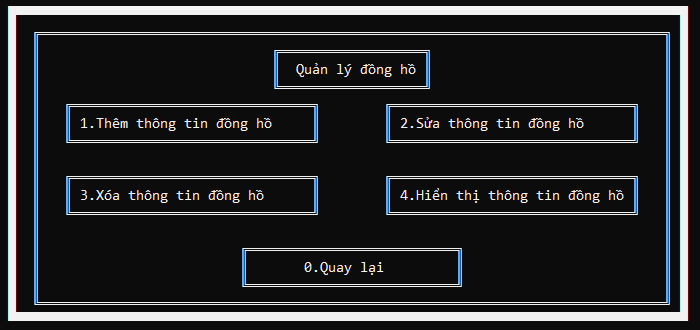 Quản lý đồng hồ
1.Thêm thông tin đồng hồ
2.Sửa thông tin đồng hồ
3.Xóa thông tin đồng hồ
4.Hiển thị thông tin đồng hồ
0.Quay lại